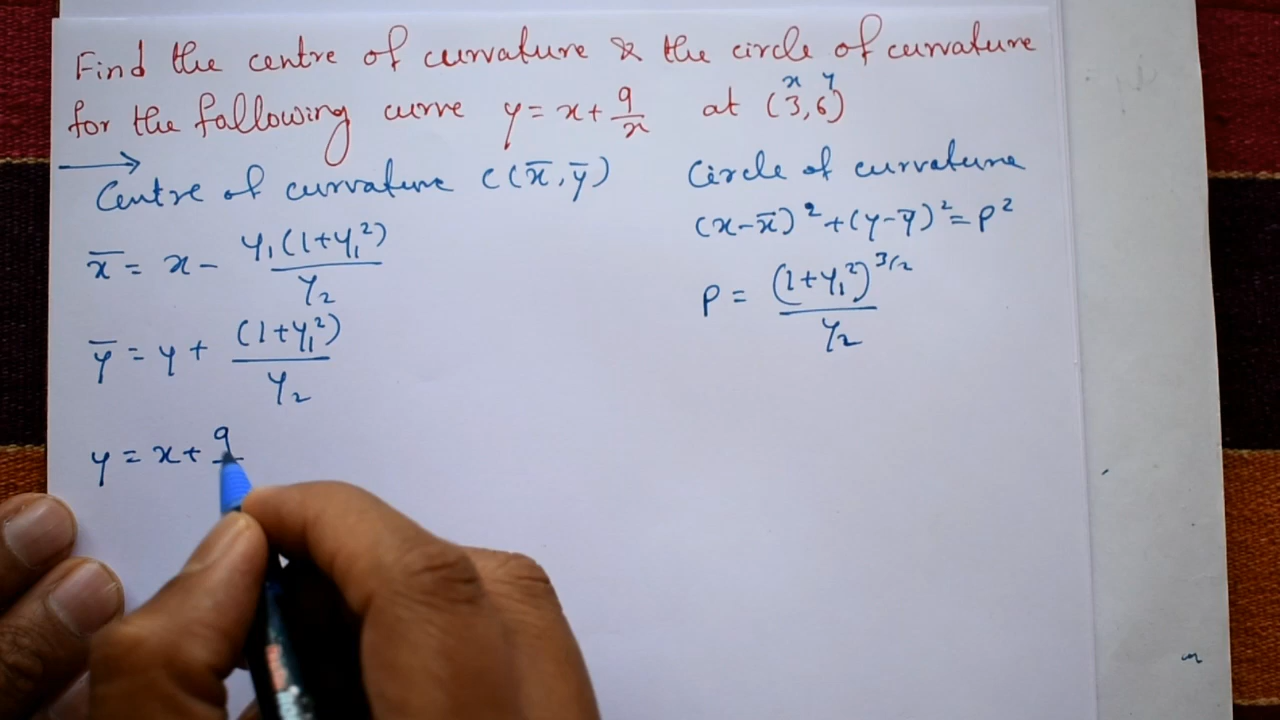 Find the centre of curvature & the circle of curvature
for the following curve y = x + 9/x at (3,6)
x y
Centre of curvature C(x̄, ȳ)
x̄ = x - y₁(1+y₁²)/y₂
ȳ = y + (1+y₁²)/y₂
y = x + 9
Circle of curvature
(x-x̄)² + (y-ȳ)² = ρ²
ρ = (1+y₁²)^3/2 / y₂